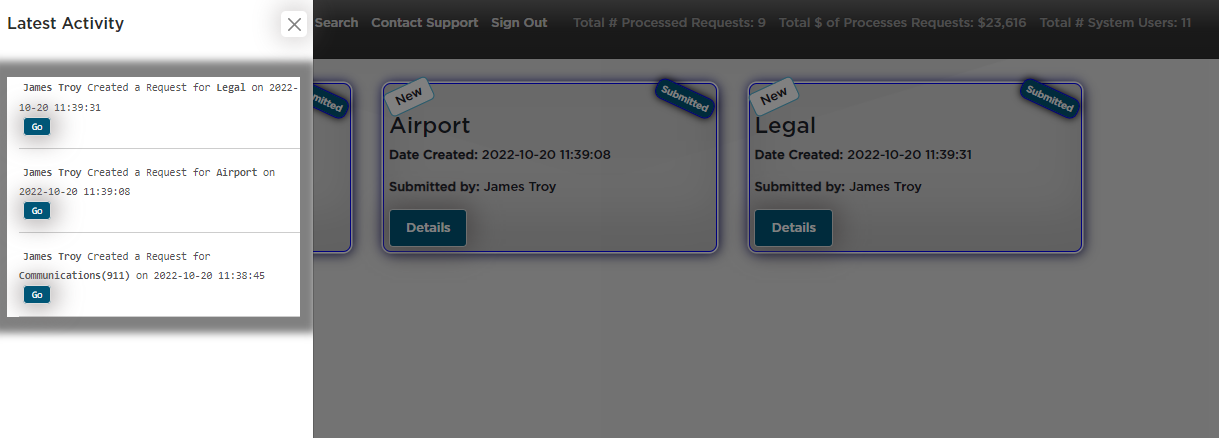 Latest Activity
Search Contact Support Sign Out Total # Processed Requests: 9 Total $ of Processes Requests: $23,616 Total # System Users: 11
James Troy Created a Request for Legal on 2022-
10-20 11:39:31
Go
James Troy Created a Request for Airport on
2022-10-20 11:39:08
Go
James Troy Created a Request for
Communications(911) on 2022-10-20 11:38:45
Go
New
Submitted
Airport
Date Created: 2022-10-20 11:39:08
Submitted by: James Troy
Details
New
Submitted
Legal
Date Created: 2022-10-20 11:39:31
Submitted by: James Troy
Details